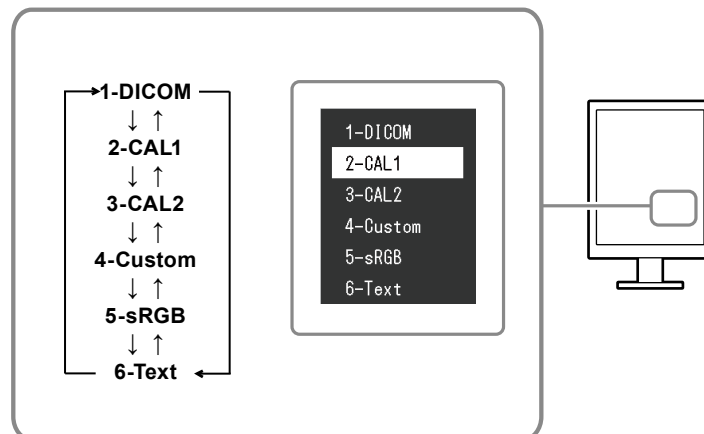 1-DICOM
↓ ↑
2-CAL1
↓ ↑
3-CAL2
↓ ↑
4-Custom
↓ ↑
5-sRGB
↓ ↑
6-Text
1-DICOM
2-CAL1
3-CAL2
4-Custom
5-sRGB
6-Text